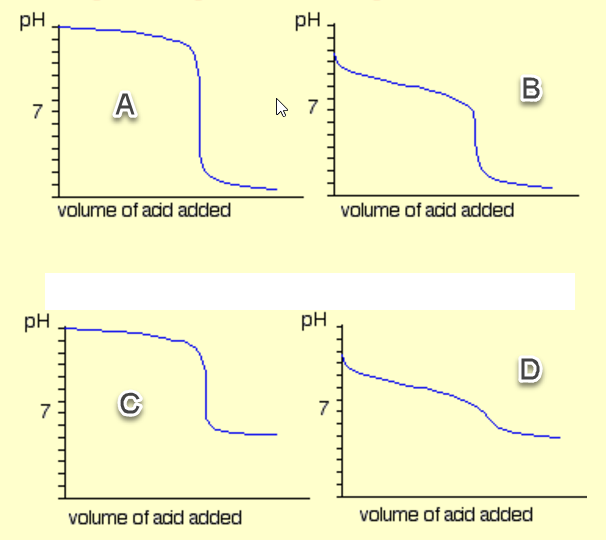 pH
7
A
volume of acid added
pH
7
B
volume of acid added
pH
7
C
volume of acid added
pH
7
D
volume of acid added